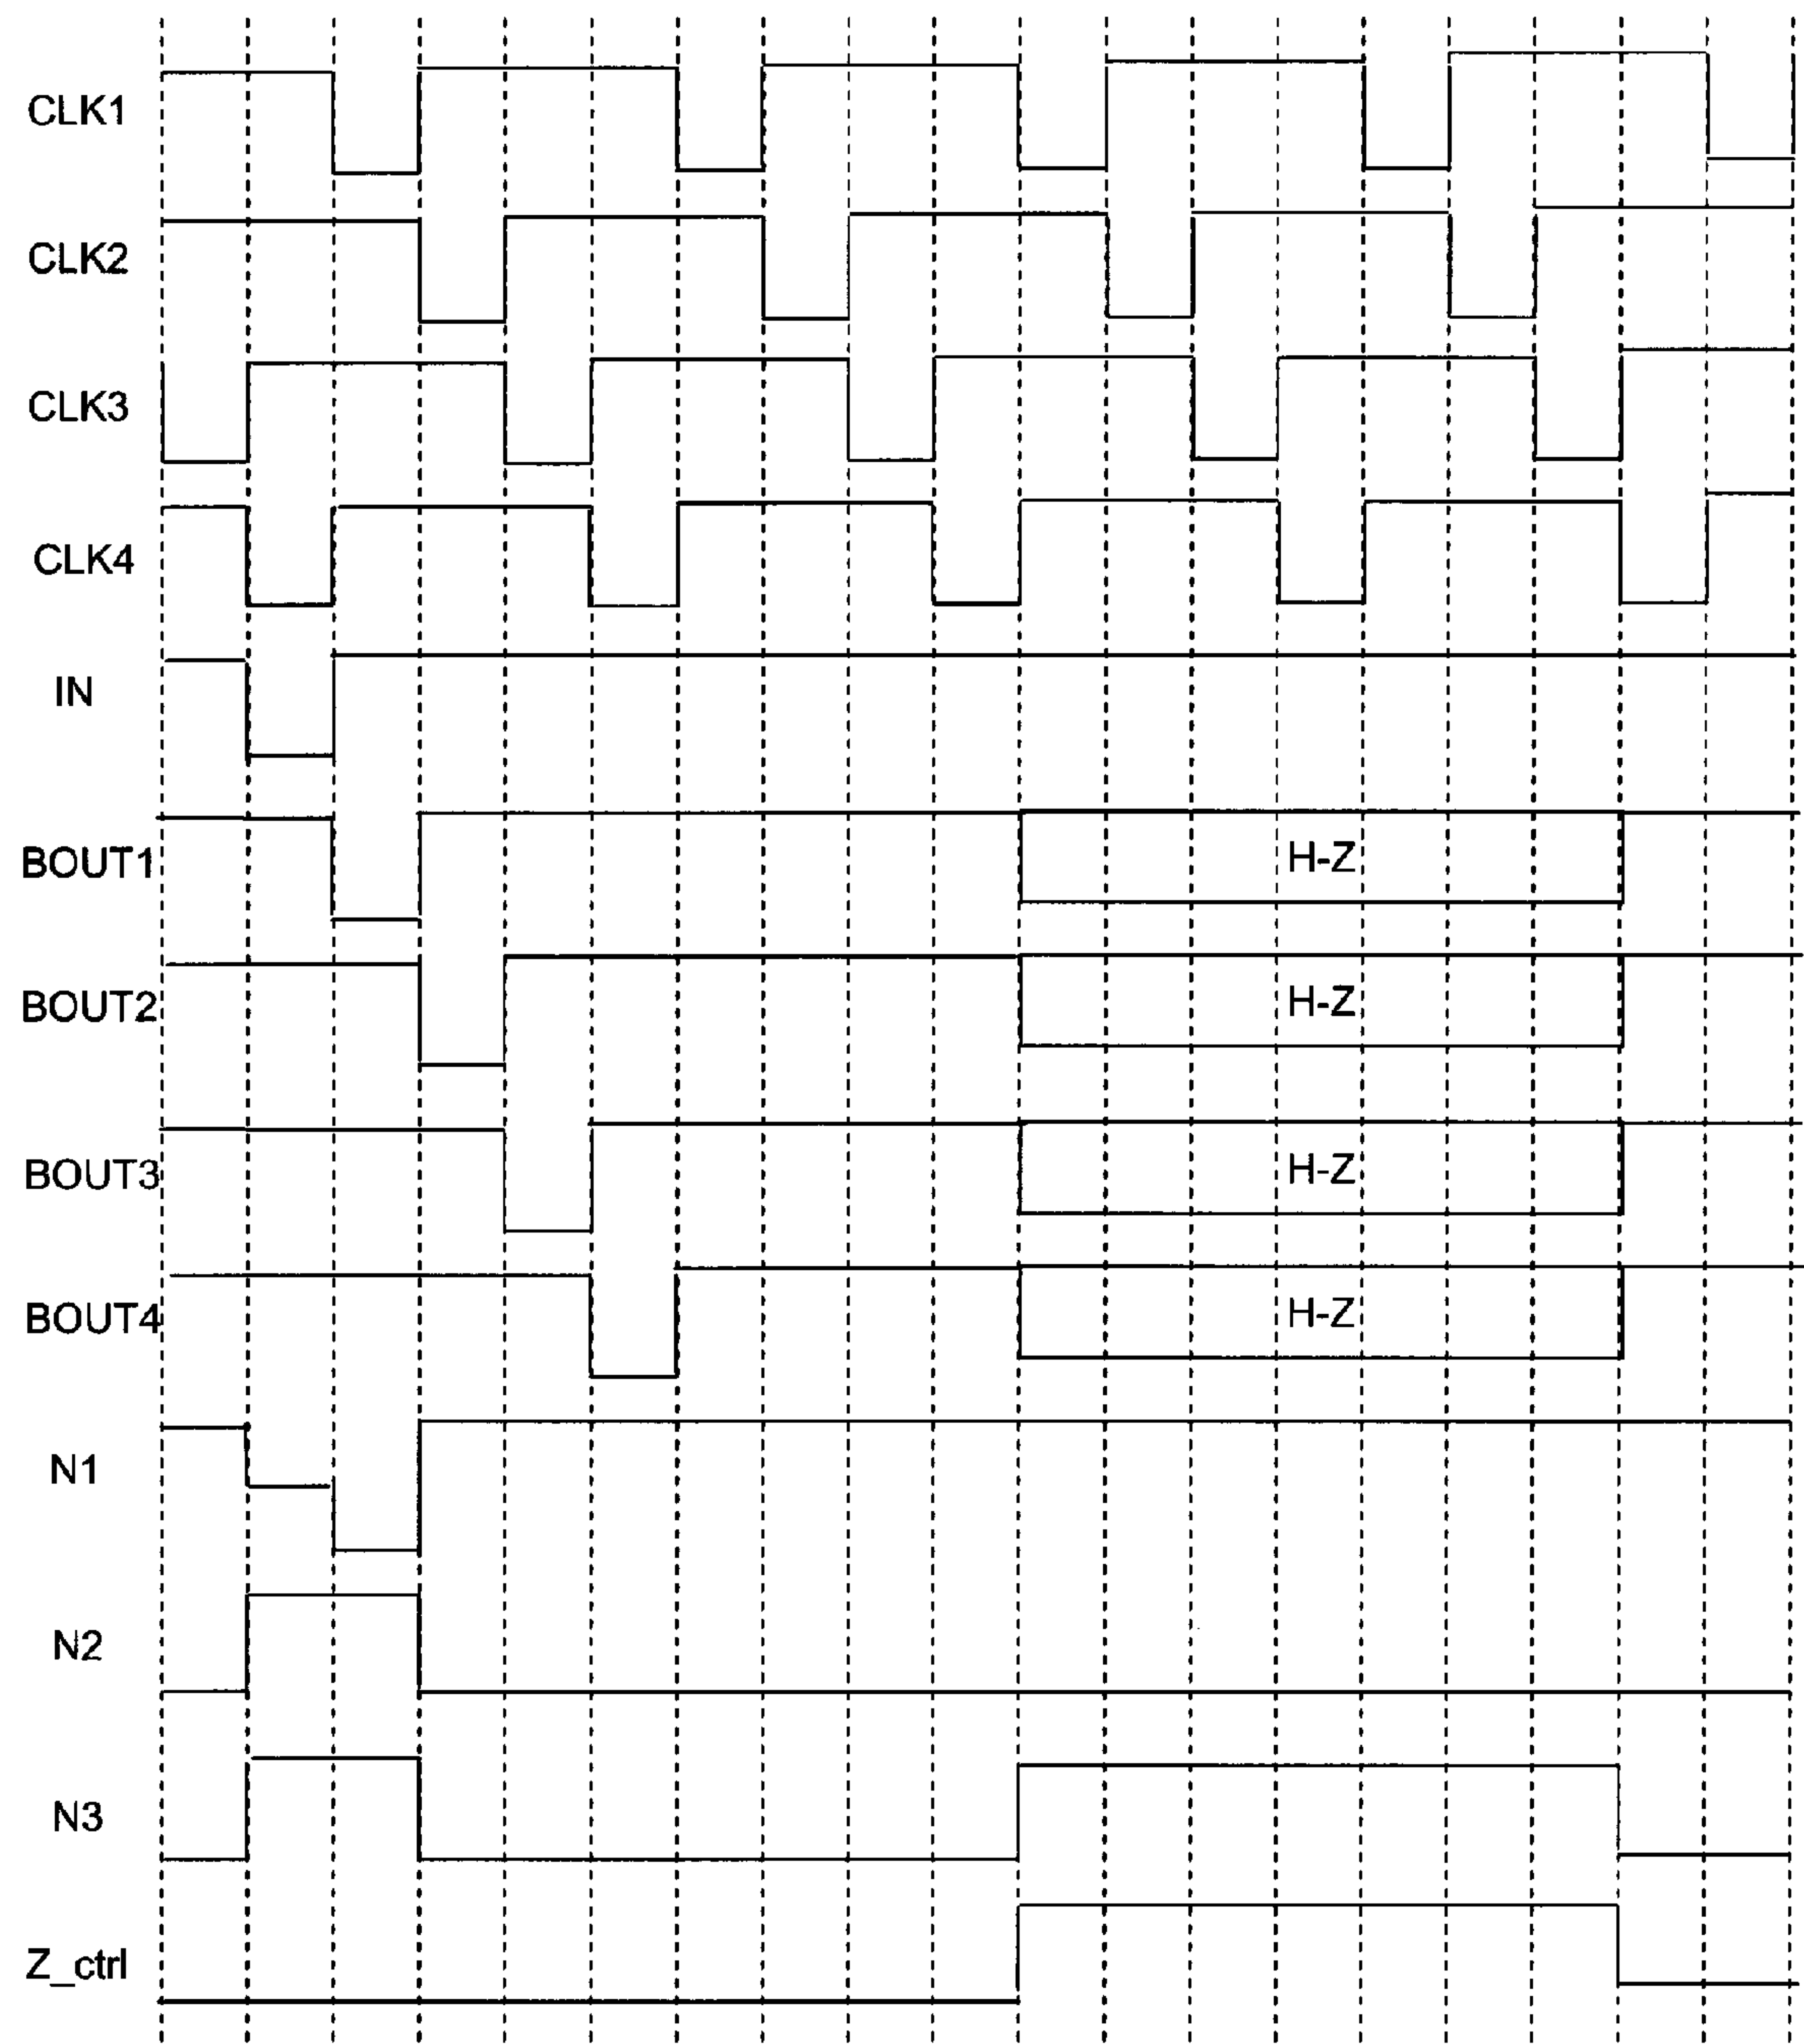 CLK1
CLK2
CLK3
CLK4
IN
BOUT1 H-Z
BOUT2 H-Z
BOUT3 H-Z
BOUT4 H-Z
N1
N2
N3
Z_ctrl